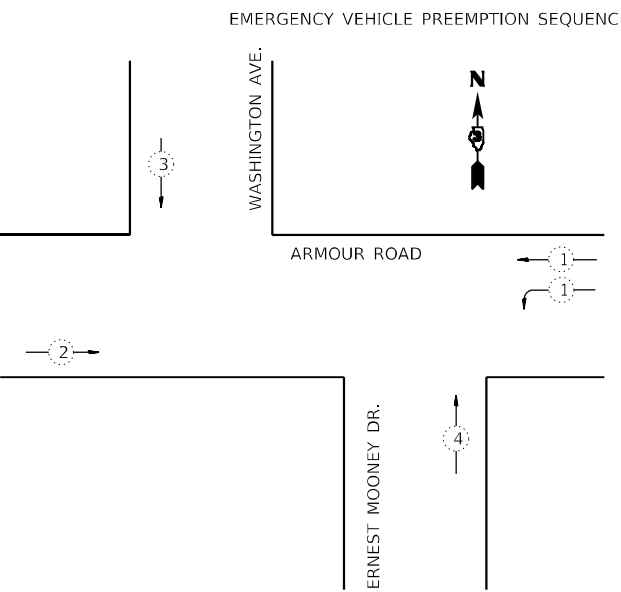 EMERGENCY VEHICLE PREEMPTION SEQUENC
WASHINGTON AVE.
N
3
ARMOUR ROAD
1
1
2
ERNEST MOONEY DR.
4